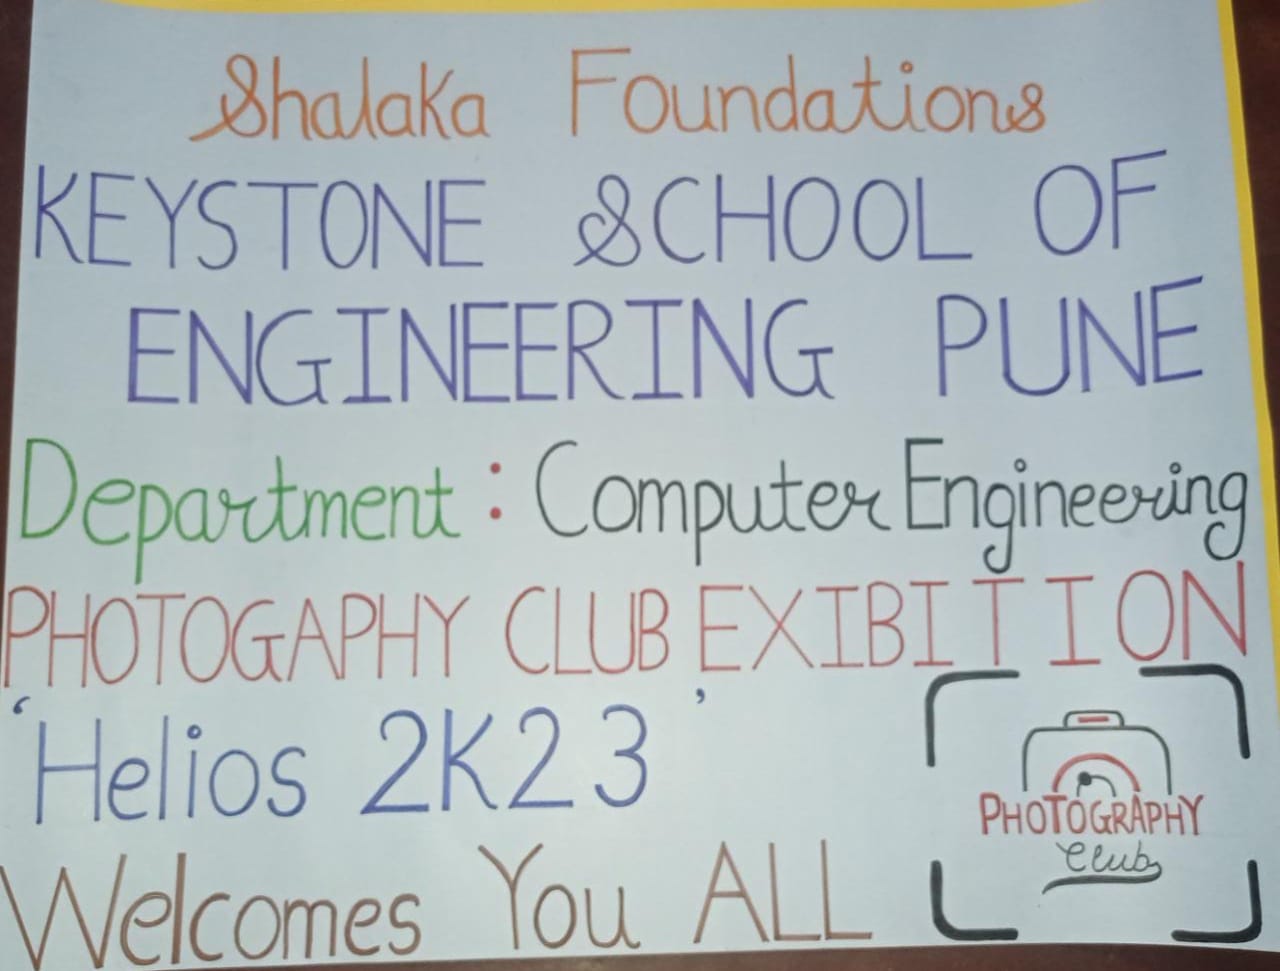 Shalaka Foundations
KEYSTONE SCHOOL OF
ENGINEERING PUNE
Department : Computer Engineering
PHOTOGAPHY CLUB EXIBITION
'Helios 2K23'
Welcomes You ALL
PHOTOGRAPHY
Club